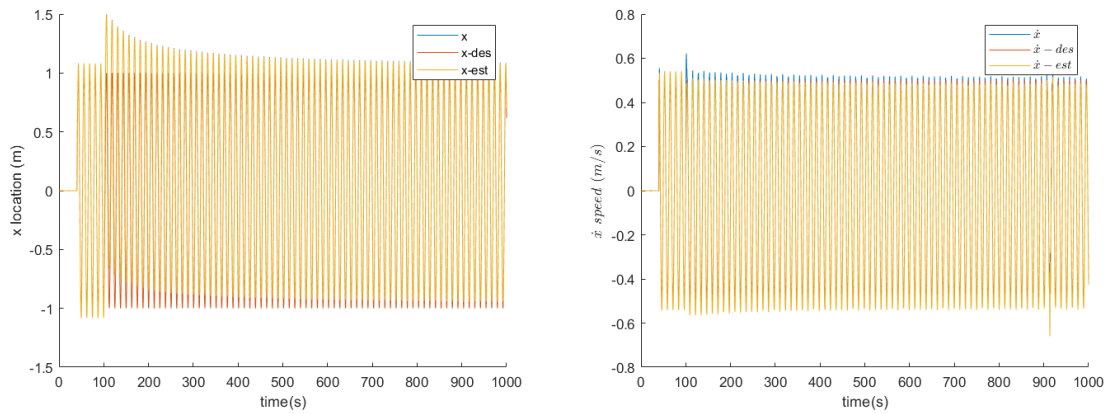 1.5
1
0.5
0
-0.5
-1
-1.5
x location (m)
0 100 200 300 400 500 600 700 800 900 1000
time(s)
x
x-des
x-est
0.8
0.6
0.4
0.2
0
-0.2
-0.4
-0.6
-0.8
ẋ speed (m/s)
0 100 200 300 400 500 600 700 800 900 1000
time(s)
ẋ
ẋ − des
ẋ − est